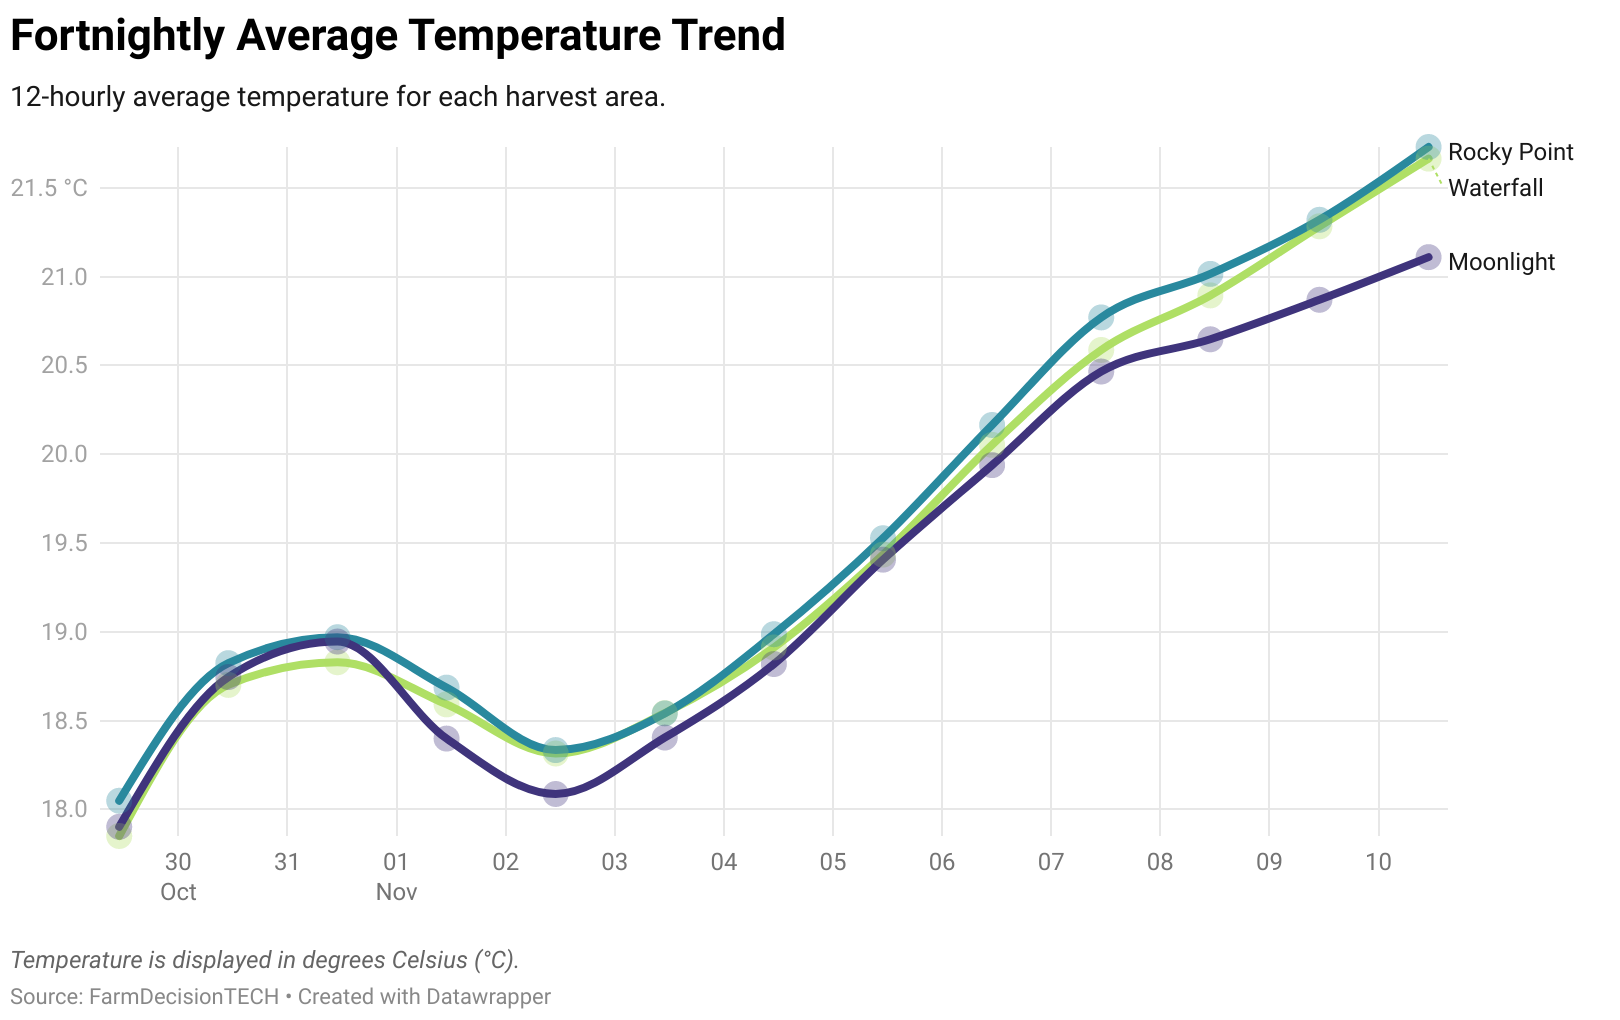 Fortnightly Average Temperature Trend
12-hourly average temperature for each harvest area.
Rocky Point
21.5 °C
Waterfall
Moonlight
21.0
20.5
20.0
19.5
19.0
18.5
18.0
30 31 01 02 03 04 05 06 07 08 09 10
Oct Nov
Temperature is displayed in degrees Celsius (°C).
Source: FarmDecisionTECH • Created with Datawrapper